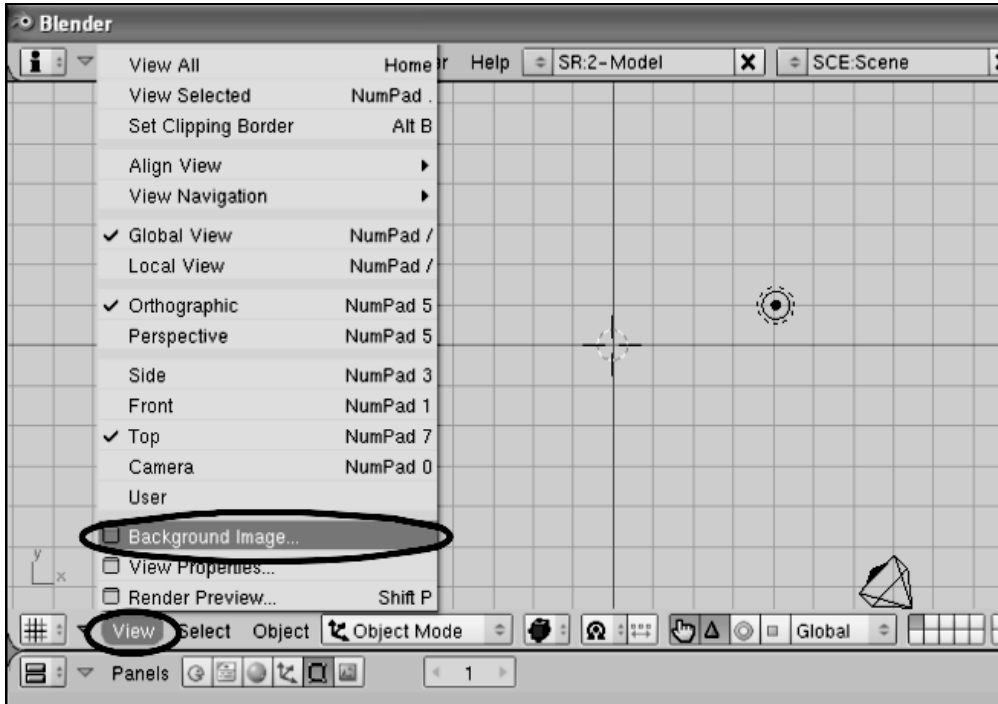 Blender
Help SR:2-Model X SCE:Scene
View All Home
View Selected NumPad .
Set Clipping Border Alt B
Align View
View Navigation
Global View NumPad /
Local View NumPad /
Orthographic NumPad 5
Perspective NumPad 5
Side NumPad 3
Front NumPad 1
Top NumPad 7
Camera NumPad 0
User
Background Image...
View Properties...
Render Preview... Shift P
y
x
View Select Object Object Mode Global
Panels 1